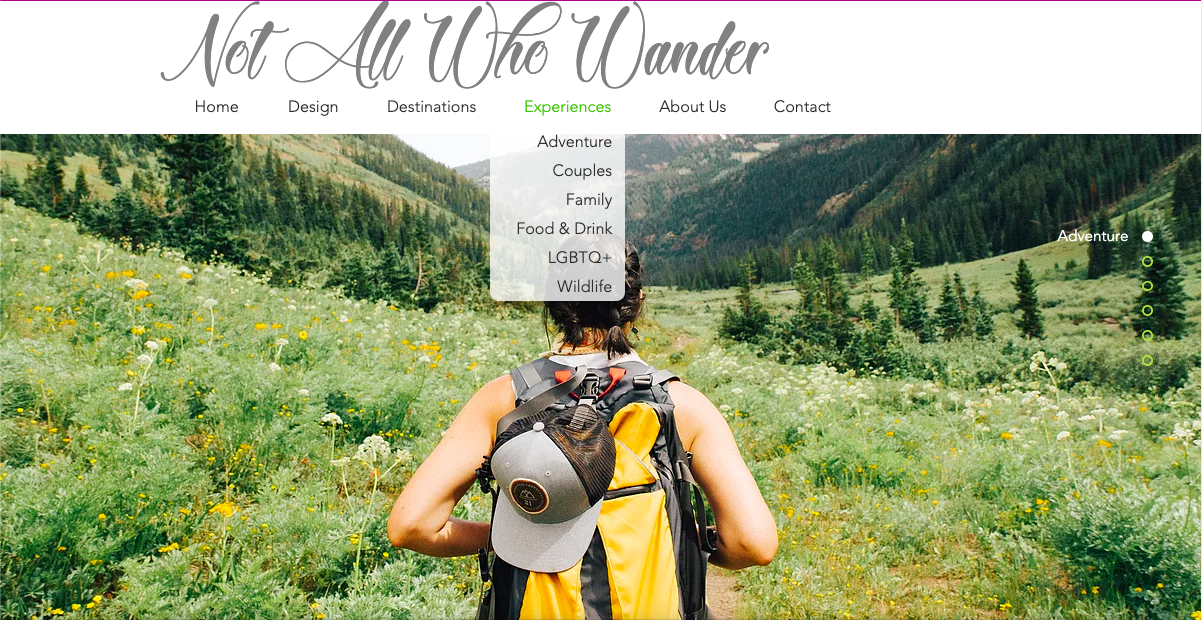 Not All Who Wander
Home Design Destinations Experiences About Us Contact
Adventure
Couples
Family
Food & Drink
LGBTQ+
Wildlife
Adventure